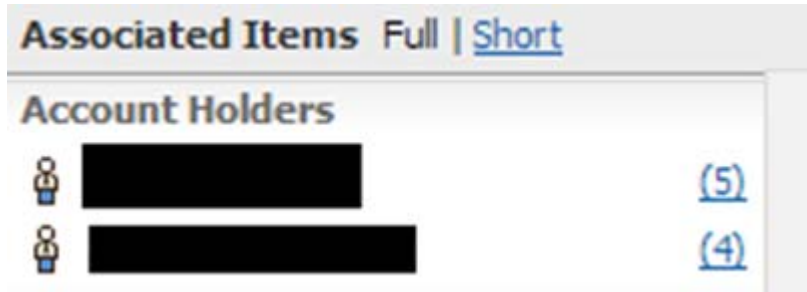 Associated Items Full | Short
Account Holders
(5)
(4)